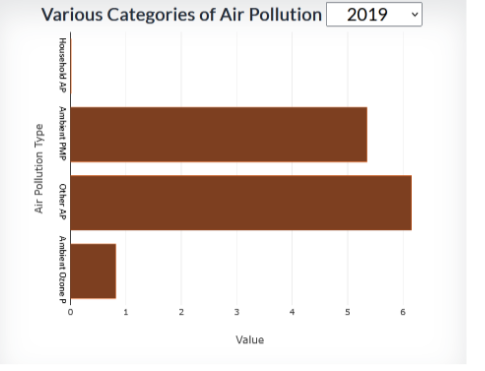 Various Categories of Air Pollution 2019
Air Pollution Type
Household AP
Ambient PMP
Other AP
Ambient Ozone P
0 1 2 3 4 5 6
Value